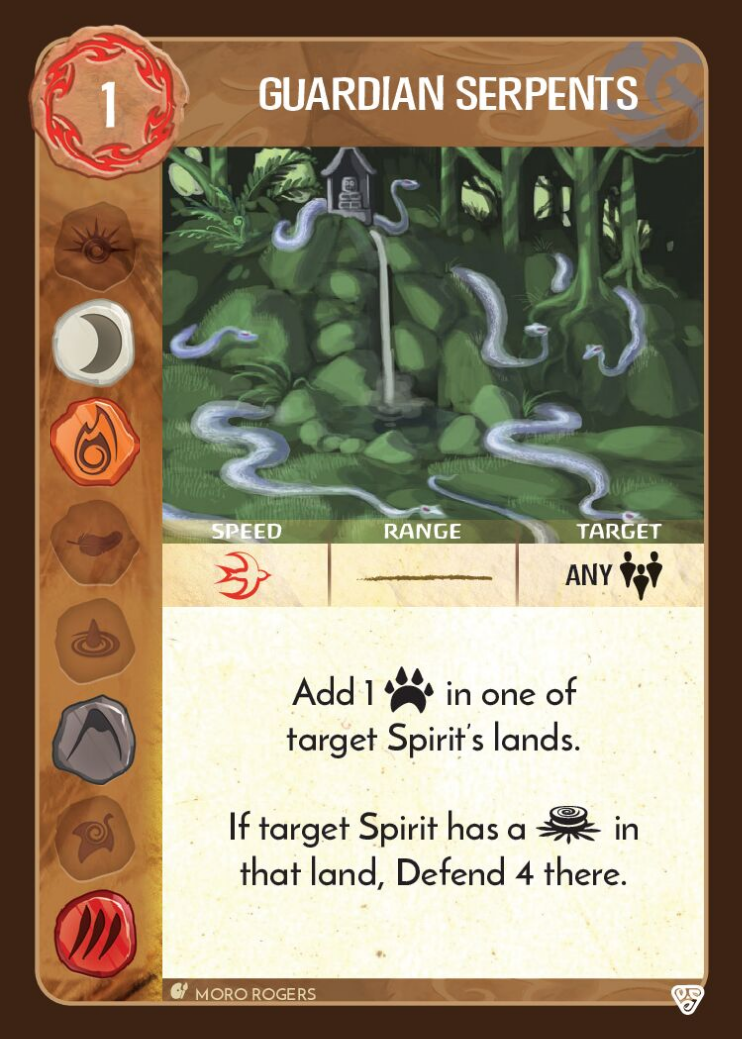 1
GUARDIAN SERPENTS
SPEED RANGE TARGET
ANY
Add 1 in one of
target Spirit's lands.
If target Spirit has a in
that land, Defend 4 there.
MORO ROGERS